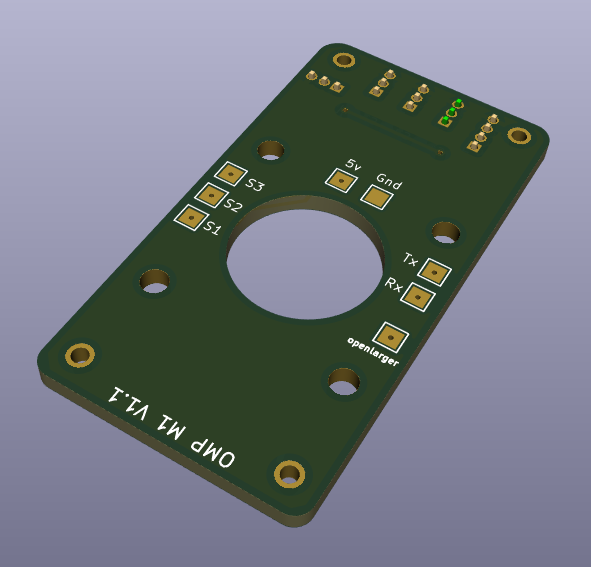 5v
Gnd
S3
S2
S1
Tx
Rx
openlarger
OMP M1 V1.1